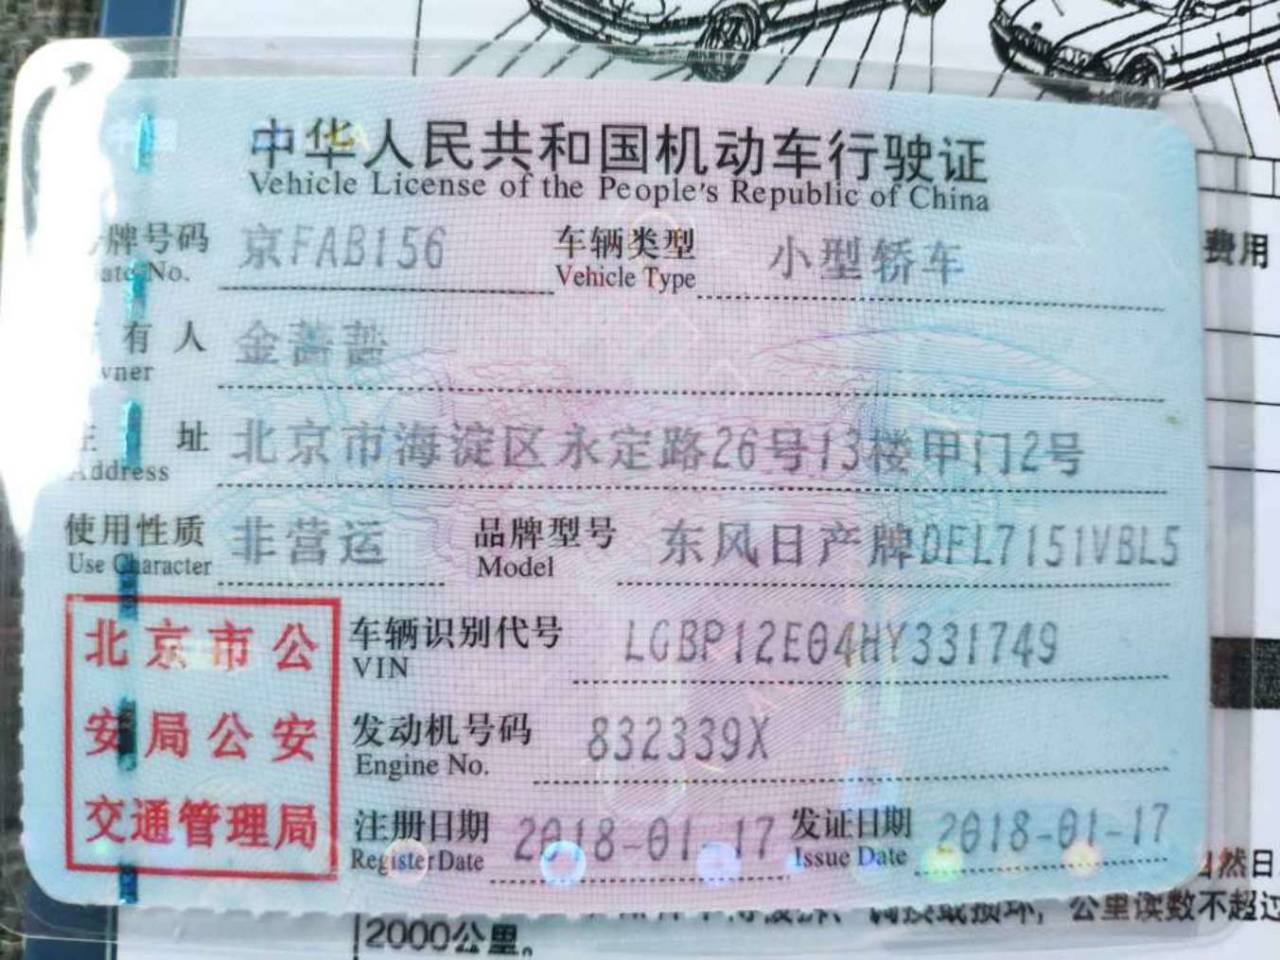 中华人民共和国机动车行驶证
Vehicle License of the People's Republic of China
牌号码 京FAB156 车辆类型 小型轿车
No. Vehicle Type
有人 金蔷
址 北京市海淀区永定路26号13楼甲门2号
Address
使用性质 非营运 品牌型号 东风日产牌DFL7151VBL5
Use Character Model
北京市公
安局公安
交通管理局
车辆识别代号 LGBP12E04HY331749
VIN
发动机号码 832339X
Engine No.
注册日期 2018-01-17 发证日期 2018-01-17
Register Date Issue Date
费用
然日
公里读数不超过
2000公里。